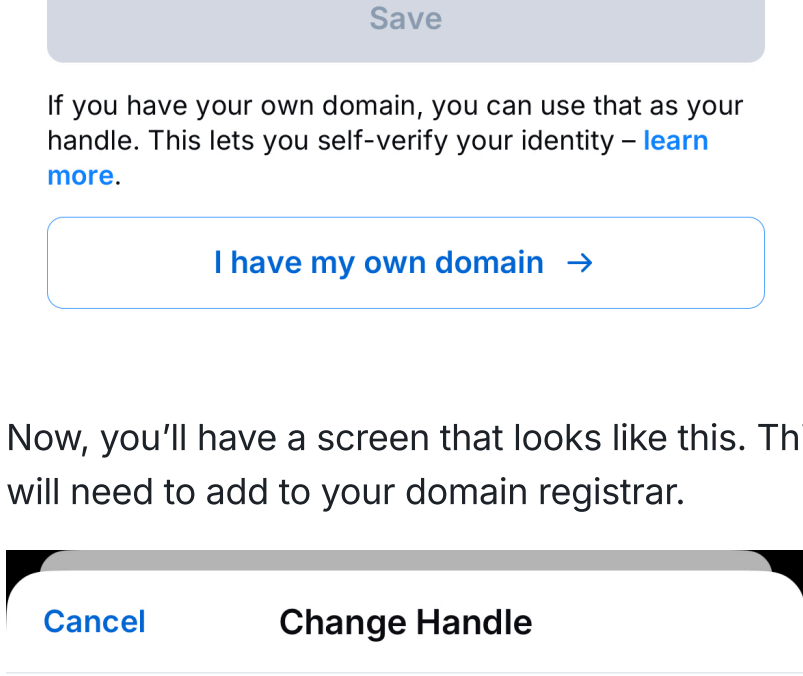 Save
If you have your own domain, you can use that as your
handle. This lets you self-verify your identity – learn
more.
I have my own domain →
Now, you’ll have a screen that looks like this.
will need to add to your domain registrar.
Cancel
Change Handle